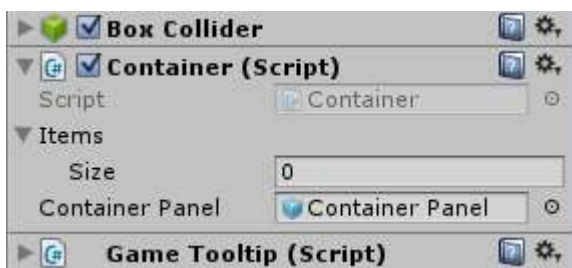 Box Collider
Container (Script)
Script Container
Items
Size 0
Container Panel Container Panel
Game Tooltip (Script)